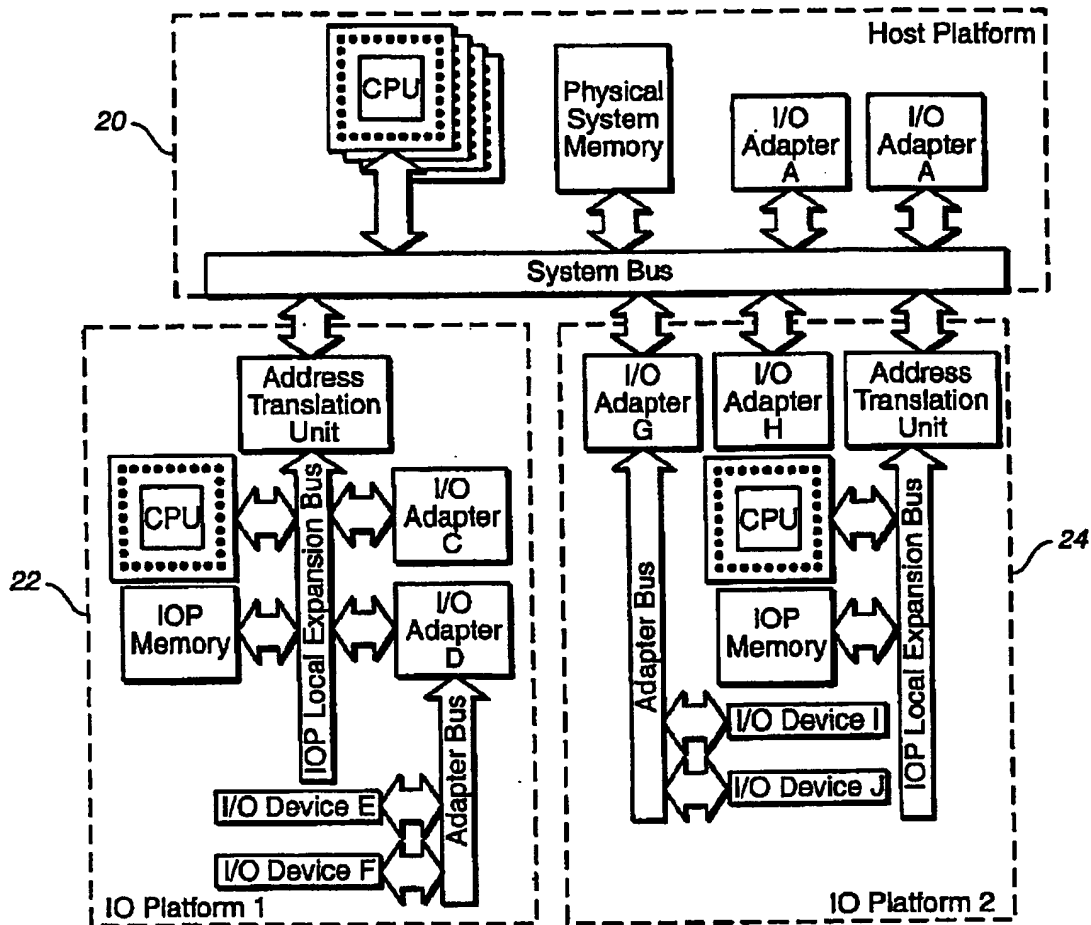 Host Platform
20
CPU
Physical
System
Memory
I/O
Adapter
A
I/O
Adapter
A
System Bus
Address
Translation
Unit
CPU
I/O
Adapter
C
22
IOP
Memory
IOP Local Expansion Bus
I/O
Adapter
D
Adapter Bus
I/O Device E
I/O Device F
IO Platform 1
I/O
Adapter
G
I/O
Adapter
H
Address
Translation
Unit
CPU
24
IOP
Memory
Adapter Bus
IOP Local Expansion Bus
I/O Device I
I/O Device J
IO Platform 2